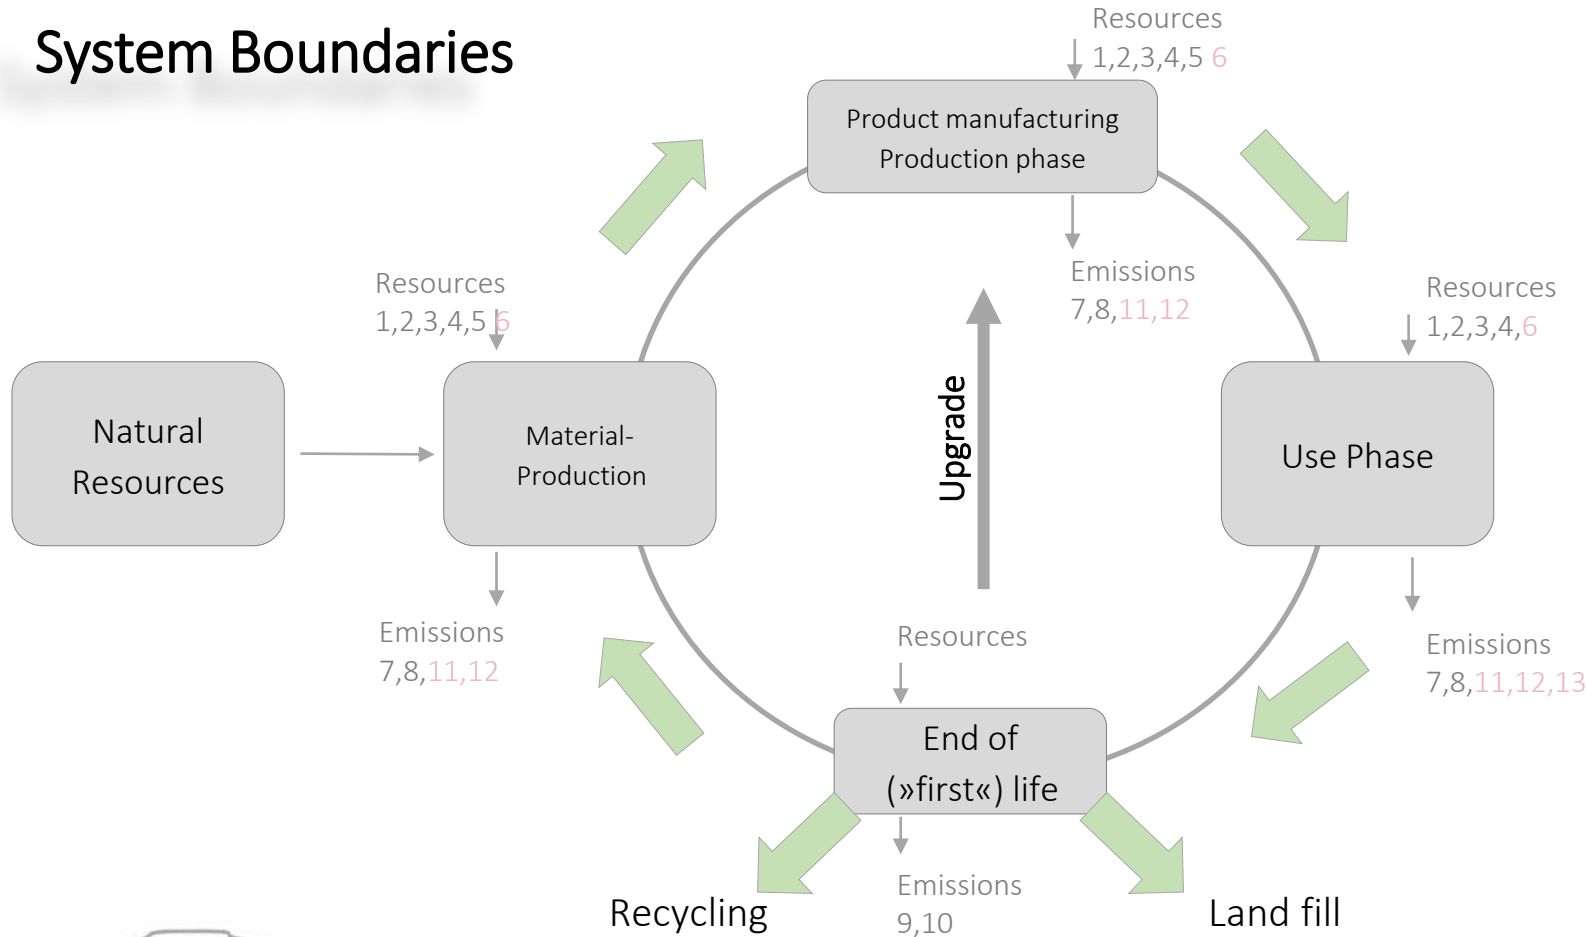 System Boundaries
Resources
1,2,3,4,5 6
Product manufacturing
Production phase
Emissions
7,8,11,12
Resources
1,2,3,4,5 6
Resources
1,2,3,4,6
Natural
Resources
Material-
Production
Upgrade
Use Phase
Emissions
7,8,11,12
Resources
Emissions
7,8,11,12,13
End of
(»first«) life
Recycling
Emissions
9,10
Land fill